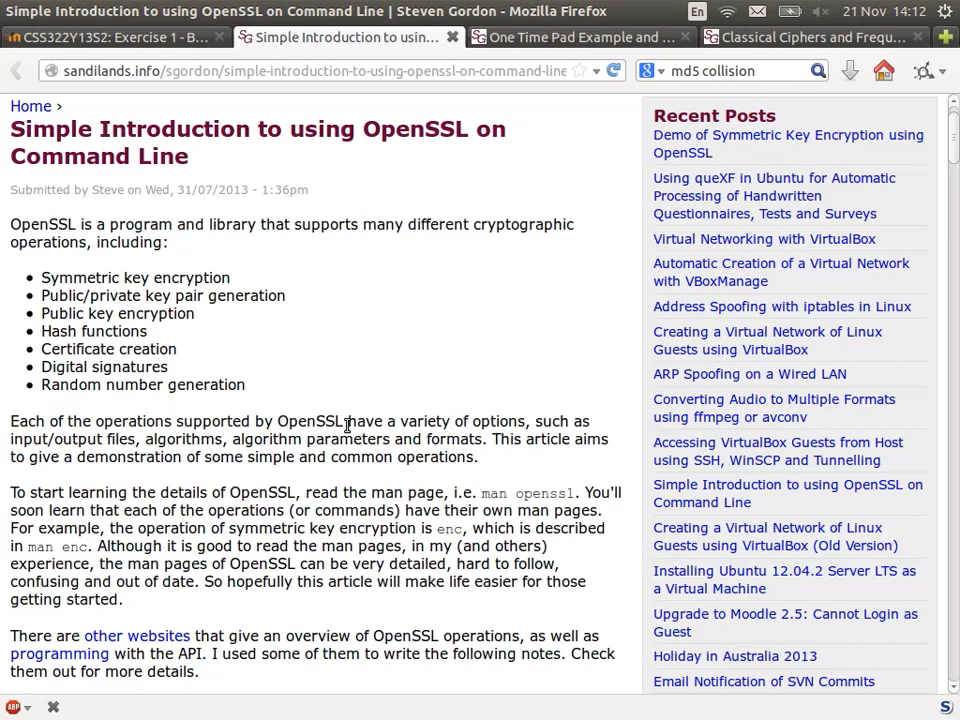 Simple Introduction to using OpenSSL on Command Line | Steven Gordon - Mozilla Firefox
En
21 Nov 14:12
CSS322Y13S2: Exercise 1 - B...
Simple Introduction to usin...
One Time Pad Example and ...
Classical Ciphers and Frequ...
sandilands.info/sgordon/simple-introduction-to-using-openssl-on-command-line
md5 collision
Home ›
Simple Introduction to using OpenSSL on
Command Line
Submitted by Steve on Wed, 31/07/2013 - 1:36pm
OpenSSL is a program and library that supports many different cryptographic
operations, including:
• Symmetric key encryption
• Public/private key pair generation
• Public key encryption
• Hash functions
• Certificate creation
• Digital signatures
• Random number generation
Each of the operations supported by OpenSSL have a variety of options, such as
input/output files, algorithms, algorithm parameters and formats. This article aims
to give a demonstration of some simple and common operations.
To start learning the details of OpenSSL, read the man page, i.e. man openssl. You'll
soon learn that each of the operations (or commands) have their own man pages.
For example, the operation of symmetric key encryption is enc, which is described
in man enc. Although it is good to read the man pages, in my (and others)
experience, the man pages of OpenSSL can be very detailed, hard to follow,
confusing and out of date. So hopefully this article will make life easier for those
getting started.
There are other websites that give an overview of OpenSSL operations, as well as
programming with the API. I used some of them to write the following notes. Check
them out for more details.
Recent Posts
Demo of Symmetric Key Encryption using
OpenSSL
Using queXF in Ubuntu for Automatic
Processing of Handwritten
Questionnaires, Tests and Surveys
Virtual Networking with VirtualBox
Automatic Creation of a Virtual Network
with VBoxManage
Address Spoofing with iptables in Linux
Creating a Virtual Network of Linux
Guests using VirtualBox
ARP Spoofing on a Wired LAN
Converting Audio to Multiple Formats
using ffmpeg or avconv
Accessing VirtualBox Guests from Host
using SSH, WinSCP and Tunnelling
Simple Introduction to using OpenSSL on
Command Line
Creating a Virtual Network of Linux
Guests using VirtualBox (Old Version)
Installing Ubuntu 12.04.2 Server LTS as
a Virtual Machine
Upgrade to Moodle 2.5: Cannot Login as
Guest
Holiday in Australia 2013
Email Notification of SVN Commits
ABP
S